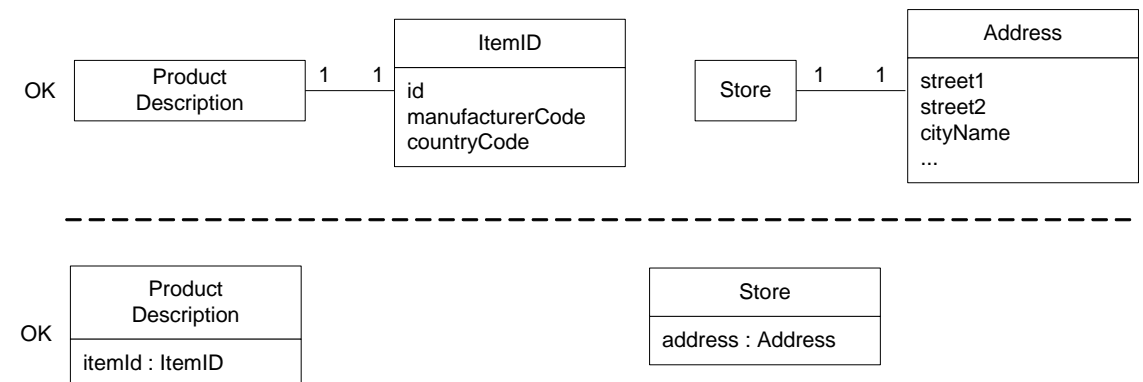 OK
Product
Description
1 1
ItemID
id
manufacturerCode
countryCode
Store
1 1
Address
street1
street2
cityName
...
OK
Product
Description
itemId : ItemID
Store
address : Address